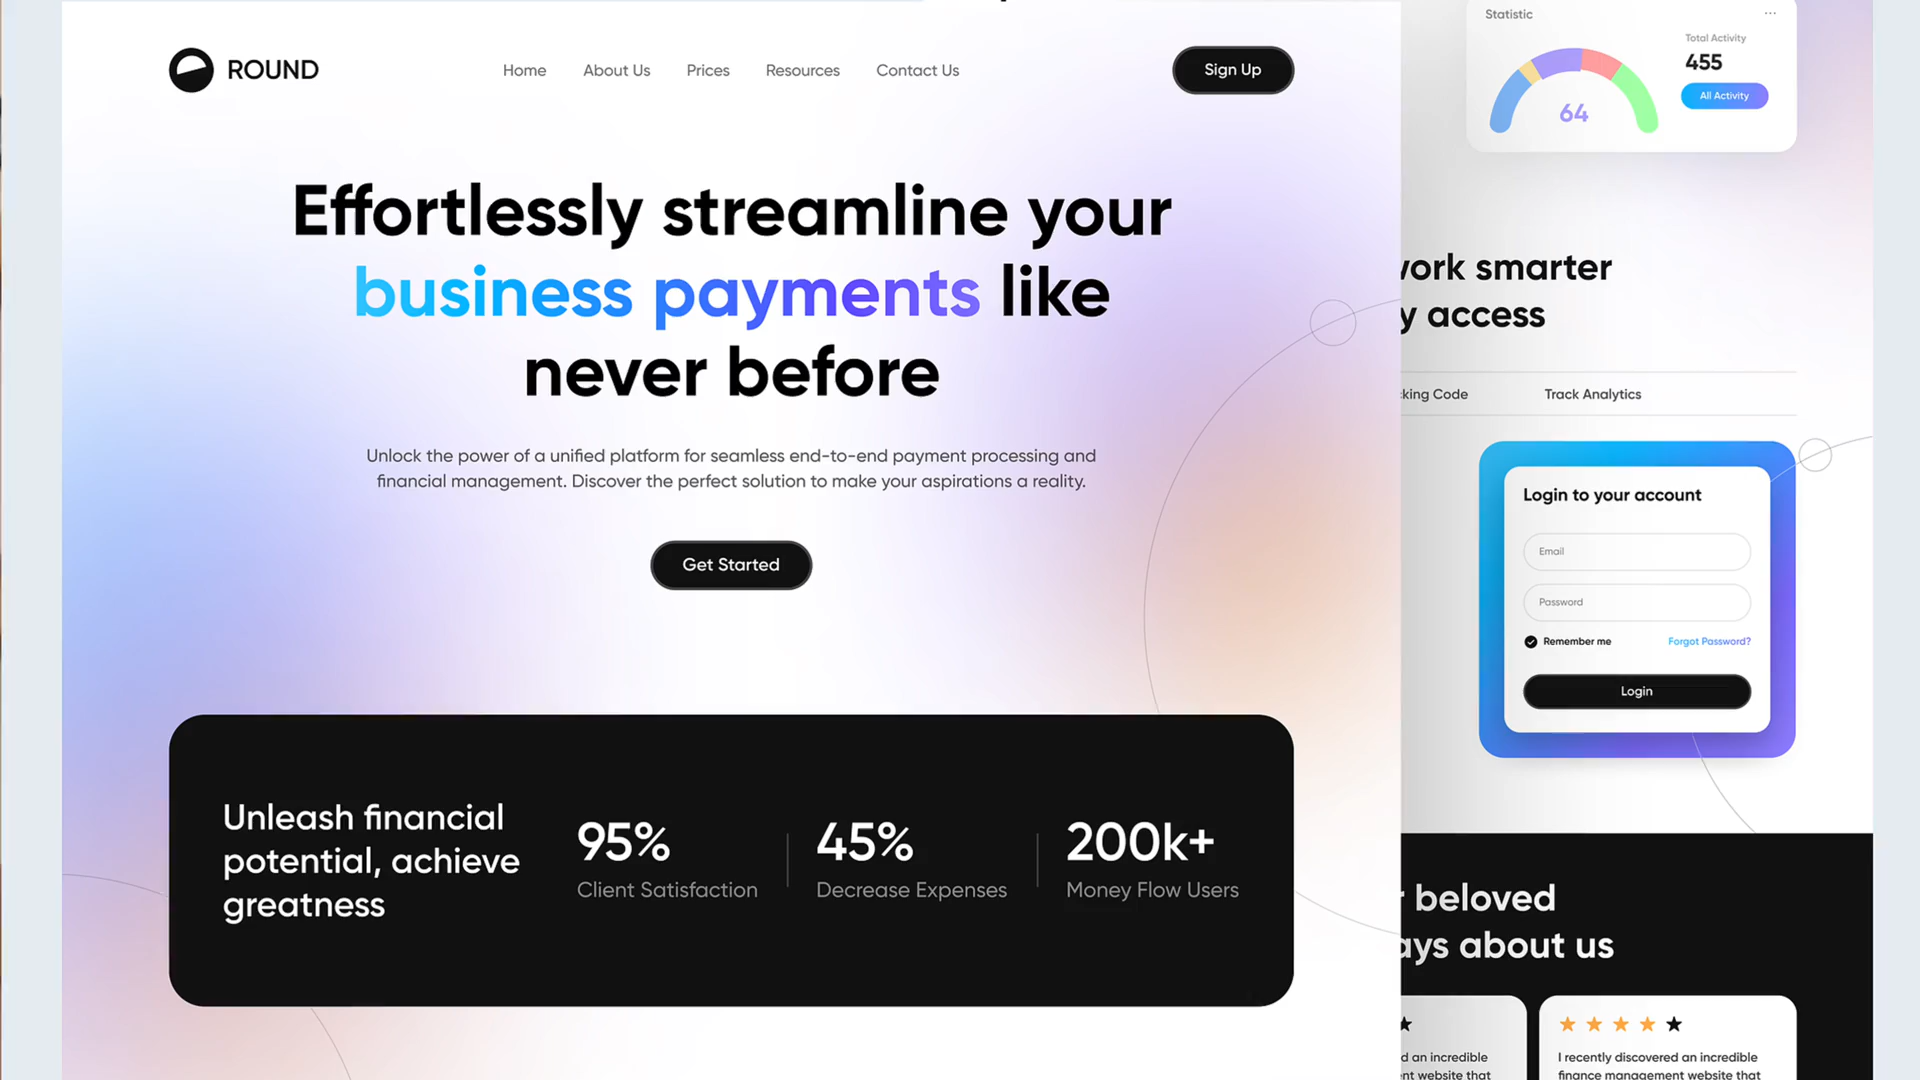 ROUND
Home
About Us
Prices
Resources
Contact Us
Sign Up
Effortlessly streamline your
business payments like
never before
Unlock the power of a unified platform for seamless end-to-end payment processing and
financial management. Discover the perfect solution to make your aspirations a reality.
Get Started
Unleash financial
potential, achieve
greatness
95%
Client Satisfaction
45%
Decrease Expenses
200k+
Money Flow Users
Statistic
...
64
Total Activity
455
All Activity
smarter
access
Code
Track Analytics
Login to your account
Email
Password
Remember me
Forgot Password?
Login
beloved
about us
an incredible
website that
I recently discovered an incredible
finance management website that